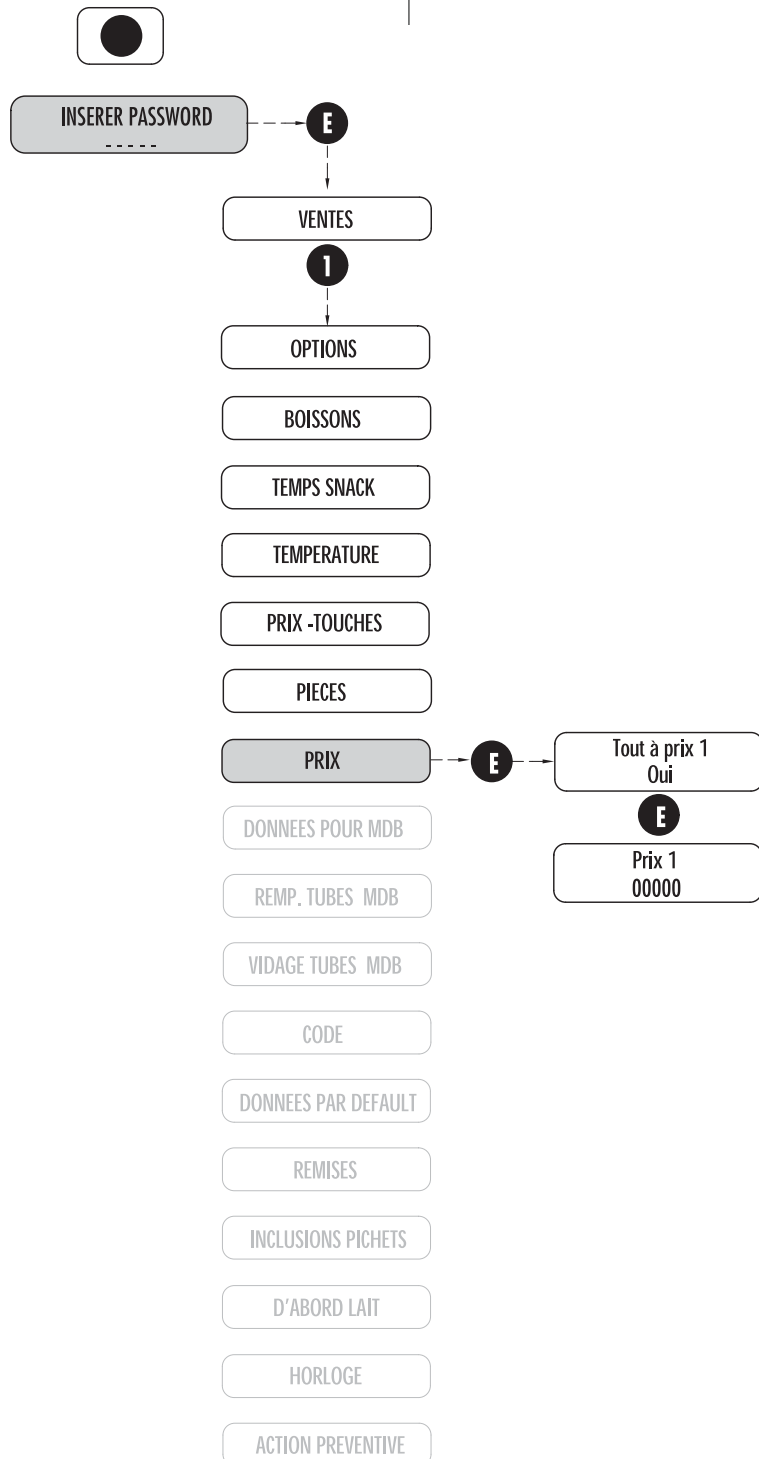 INSERER PASSWORD
- - - - -
E
VENTES
1
OPTIONS
BOISSONS
TEMPS SNACK
TEMPERATURE
PRIX -TOUCHES
PIECES
PRIX
E
Tout à prix 1
Oui
E
Prix 1
00000
DONNEES POUR MDB
REMP. TUBES MDB
VIDAGE TUBES MDB
CODE
DONNEES PAR DEFAULT
REMISES
INCLUSIONS PICHETS
D'ABORD LAIT
HORLOGE
ACTION PREVENTIVE